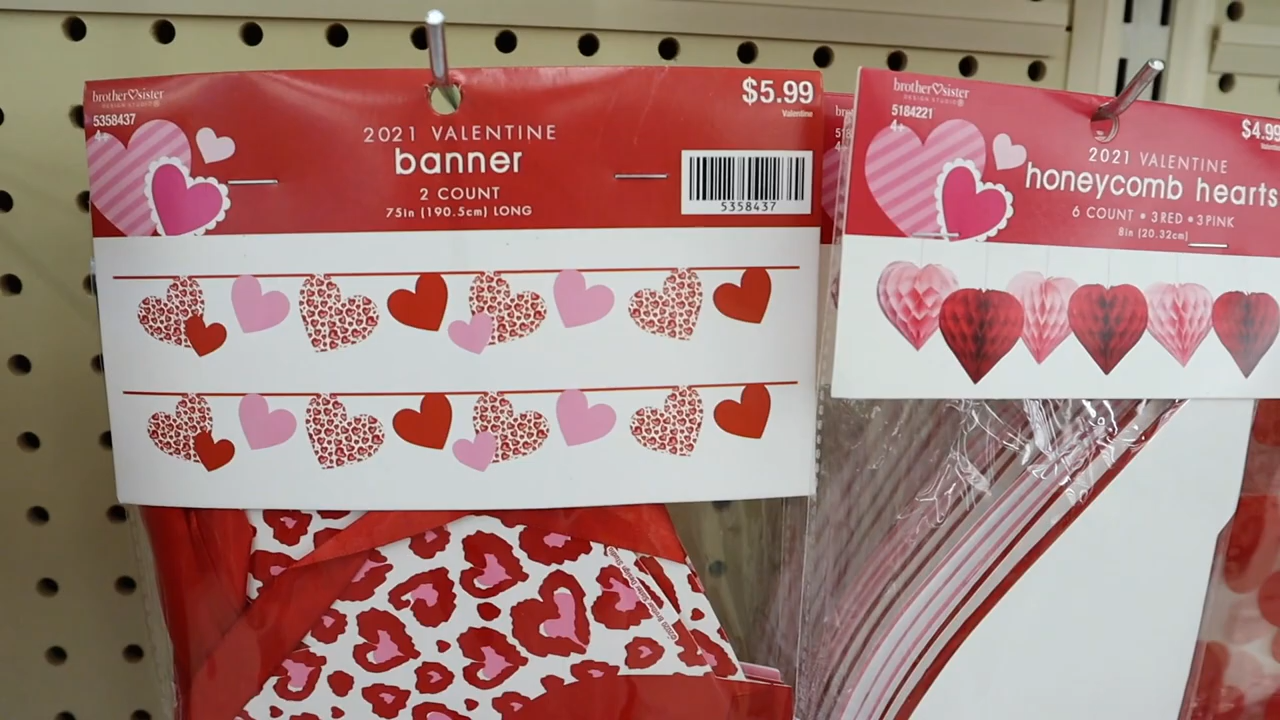 brother♡sister
DESIGN STUDIO®
5358437
4+
$5.99
Valentine
2021 VALENTINE
banner
2 COUNT
75in (190.5cm) LONG
5358437
brother♡sister
DESIGN STUDIO®
5184221
4+
$4.99
2021 VALENTINE
honeycomb hearts
6 COUNT • 3 RED • 3 PINK
8in (20.32cm)